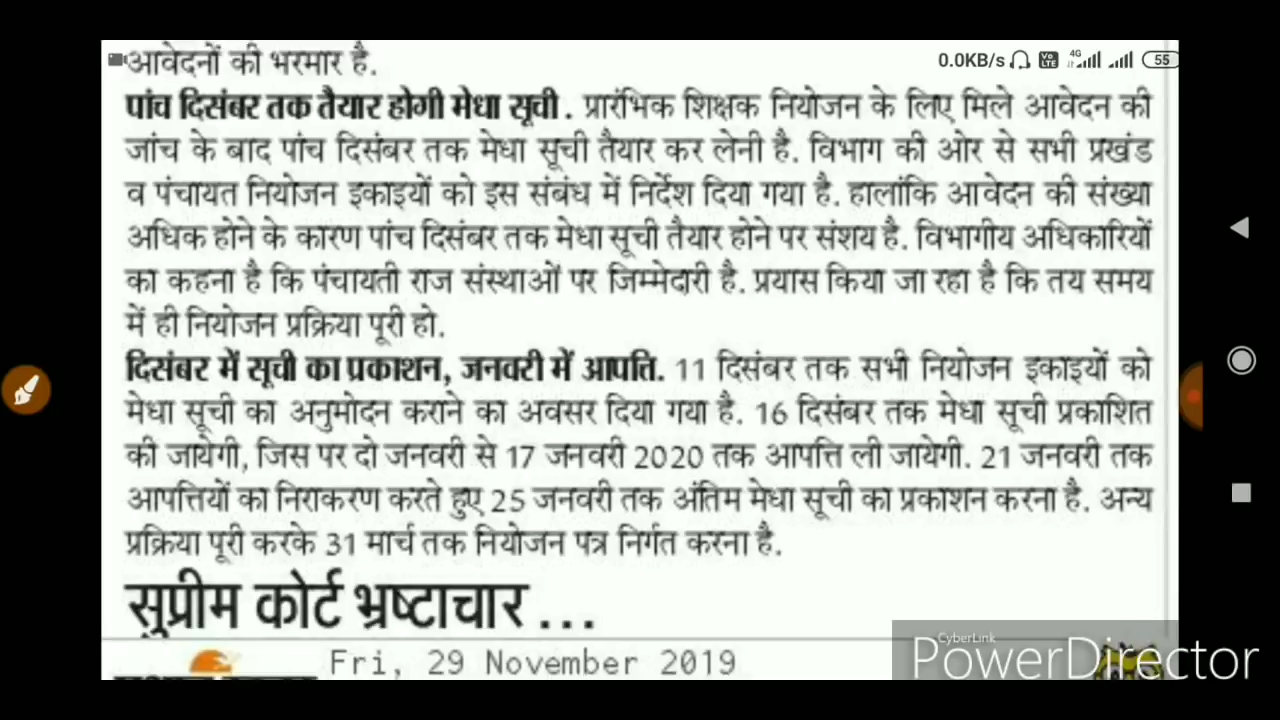 आवेदनों की भरमार है.
0.0KB/s Vo LTE 4G 55
पांच दिसंबर तक तैयार होगी मेधा सूची. प्रारंभिक शिक्षक नियोजन के लिए मिले आवेदन की
जांच के बाद पांच दिसंबर तक मेधा सूची तैयार कर लेनी है. विभाग की ओर से सभी प्रखंड
व पंचायत नियोजन इकाइयों को इस संबंध में निर्देश दिया गया है. हालांकि आवेदन की संख्या
अधिक होने के कारण पांच दिसंबर तक मेधा सूची तैयार होने पर संशय है. विभागीय अधिकारियों
का कहना है कि पंचायती राज संस्थाओं पर जिम्मेदारी है. प्रयास किया जा रहा है कि तय समय
में ही नियोजन प्रक्रिया पूरी हो.
दिसंबर में सूची का प्रकाशन, जनवरी में आपत्ति. 11 दिसंबर तक सभी नियोजन इकाइयों को
मेधा सूची का अनुमोदन कराने का अवसर दिया गया है. 16 दिसंबर तक मेधा सूची प्रकाशित
की जायेगी, जिस पर दो जनवरी से 17 जनवरी 2020 तक आपत्ति ली जायेगी. 21 जनवरी तक
आपत्तियों का निराकरण करते हुए 25 जनवरी तक अंतिम मेधा सूची का प्रकाशन करना है. अन्य
प्रक्रिया पूरी करके 31 मार्च तक नियोजन पत्र निर्गत करना है.
सुप्रीम कोर्ट भ्रष्टाचार ...
Fri, 29 November 2019
CyberLink
PowerDirector